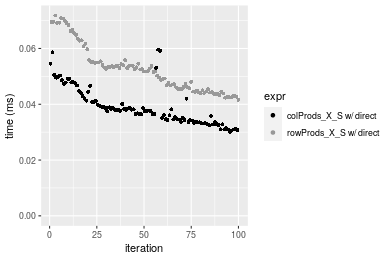 0.06
0.04
0.02
0.00
time (ms)
0
25
50
75
100
iteration
expr
colProds_X_S w/ direct
rowProds_X_S w/ direct